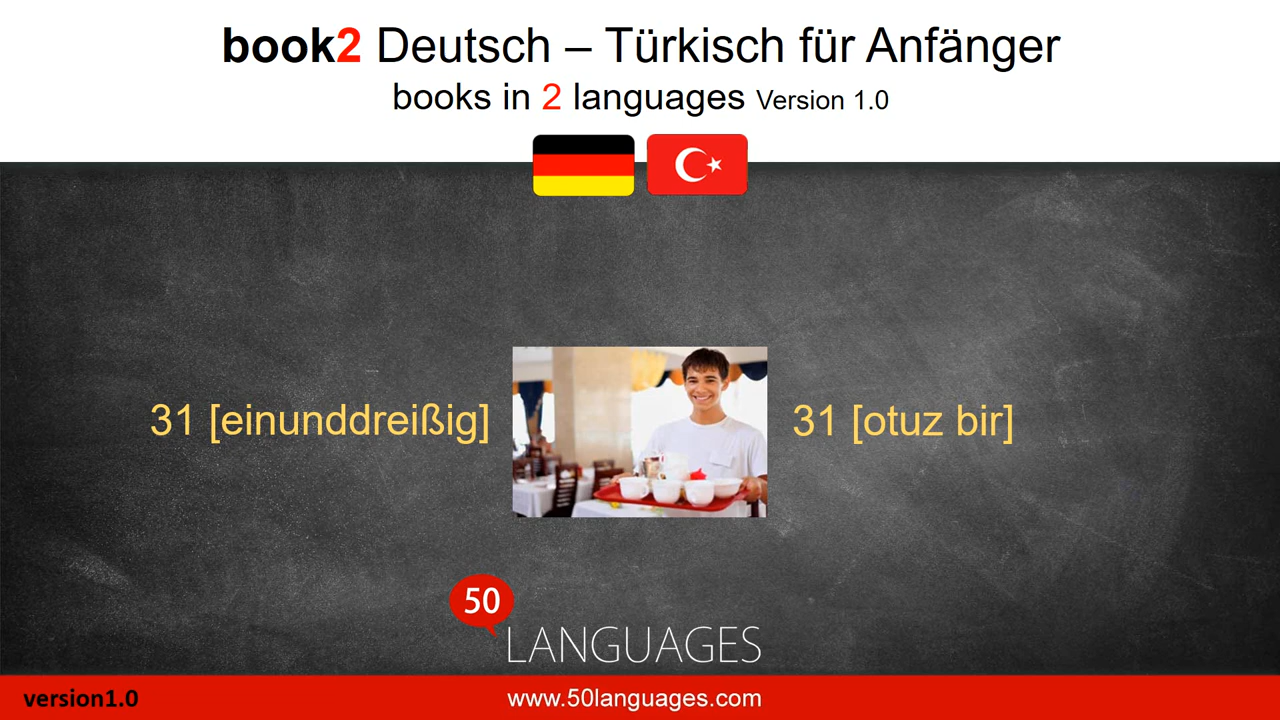 book2 Deutsch – Türkisch für Anfänger
books in 2 languages Version 1.0
31 [einunddreißig]
31 [otuz bir]
50
LANGUAGES
version1.0
www.50languages.com